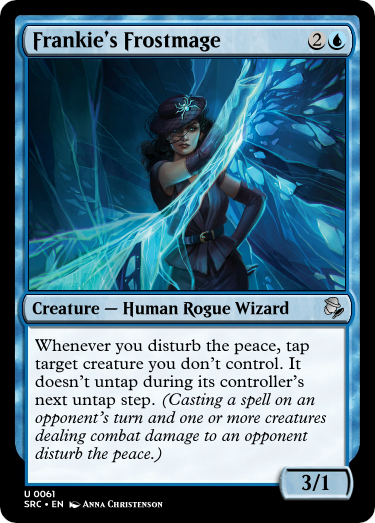 Frankie's Frostmage
2
Creature — Human Rogue Wizard
Whenever you disturb the peace, tap
target creature you don't control. It
doesn't untap during its controller's
next untap step. (Casting a spell on an
opponent's turn and one or more creatures
dealing combat damage to an opponent
disturb the peace.)
3/1
U 0061
SRC • EN Anna Christenson